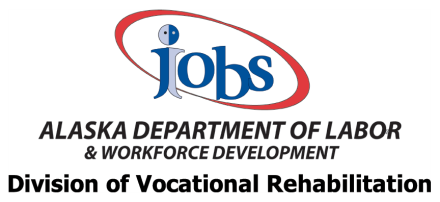 jobs
ALASKA DEPARTMENT OF LABOR
& WORKFORCE DEVELOPMENT
Division of Vocational Rehabilitation